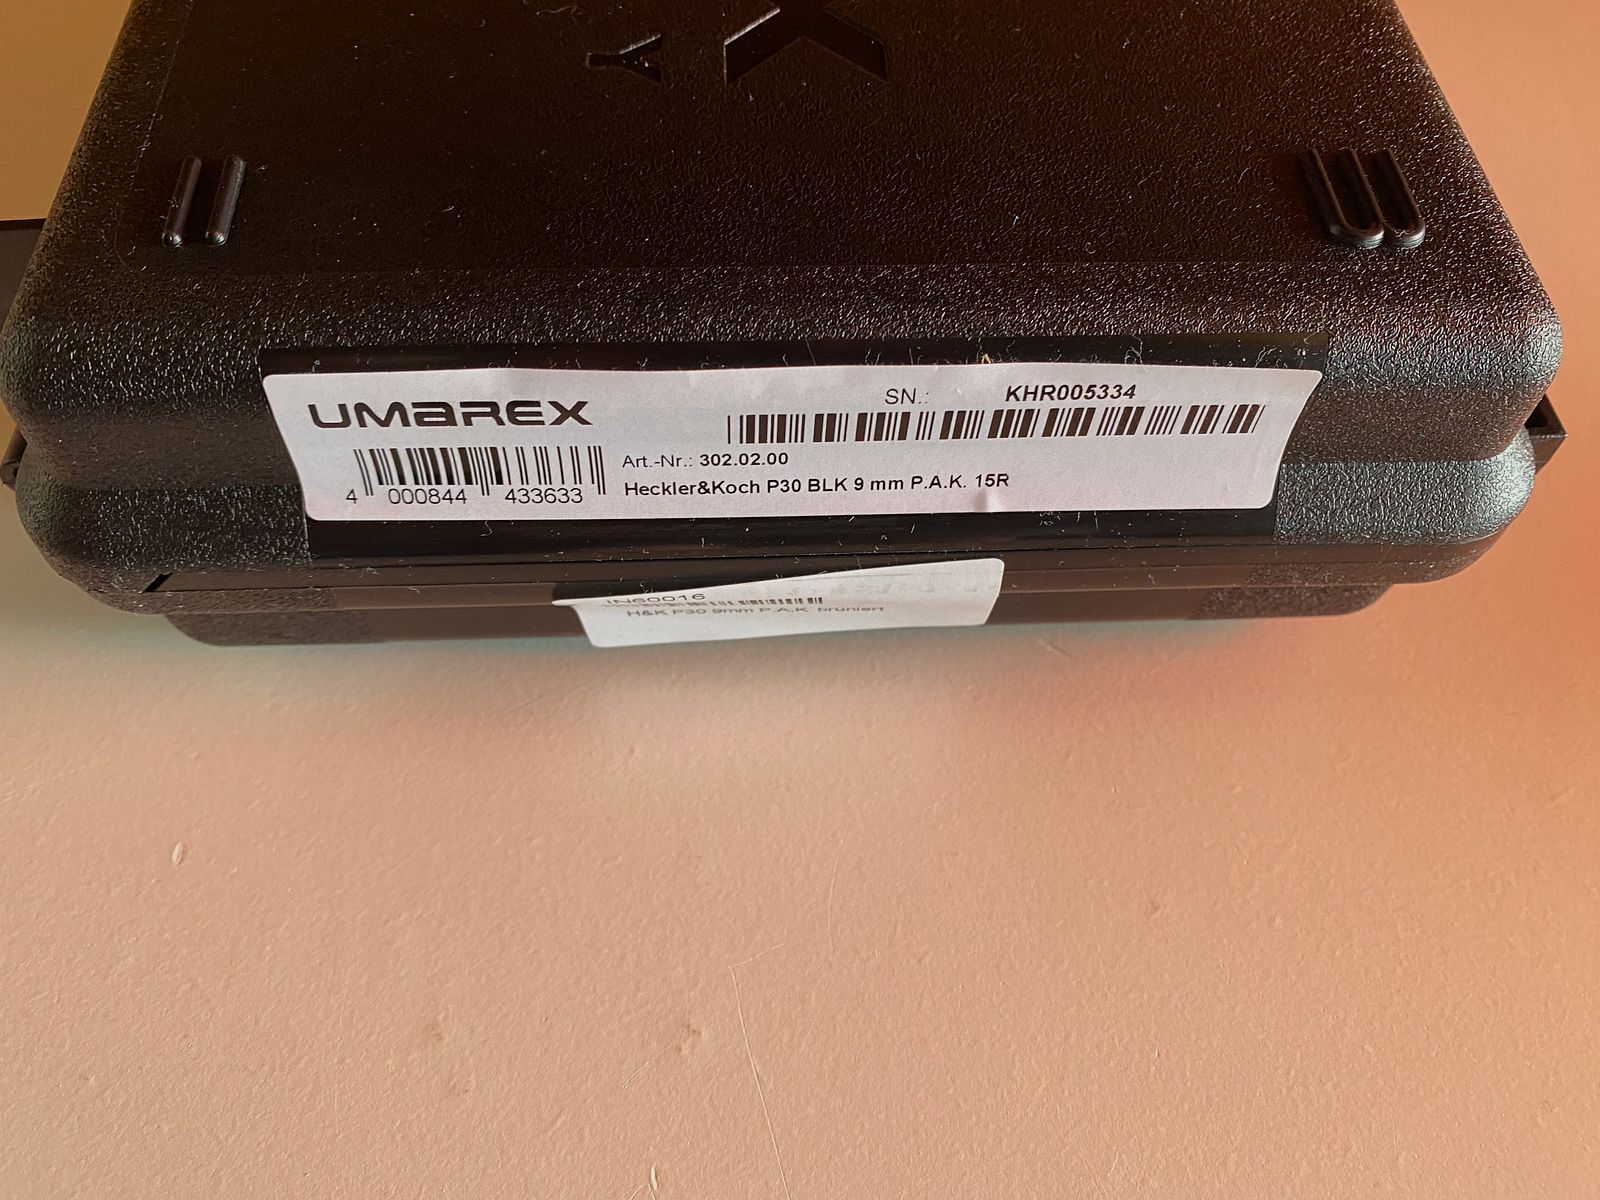 UMAREX
SN.: KHR005334
Art.-Nr.: 302.02.00
4 000844 433633
Heckler&Koch P30 BLK 9 mm P.A.K. 15R
IN60016
H&K P30 9mm P.A.K. brüniert